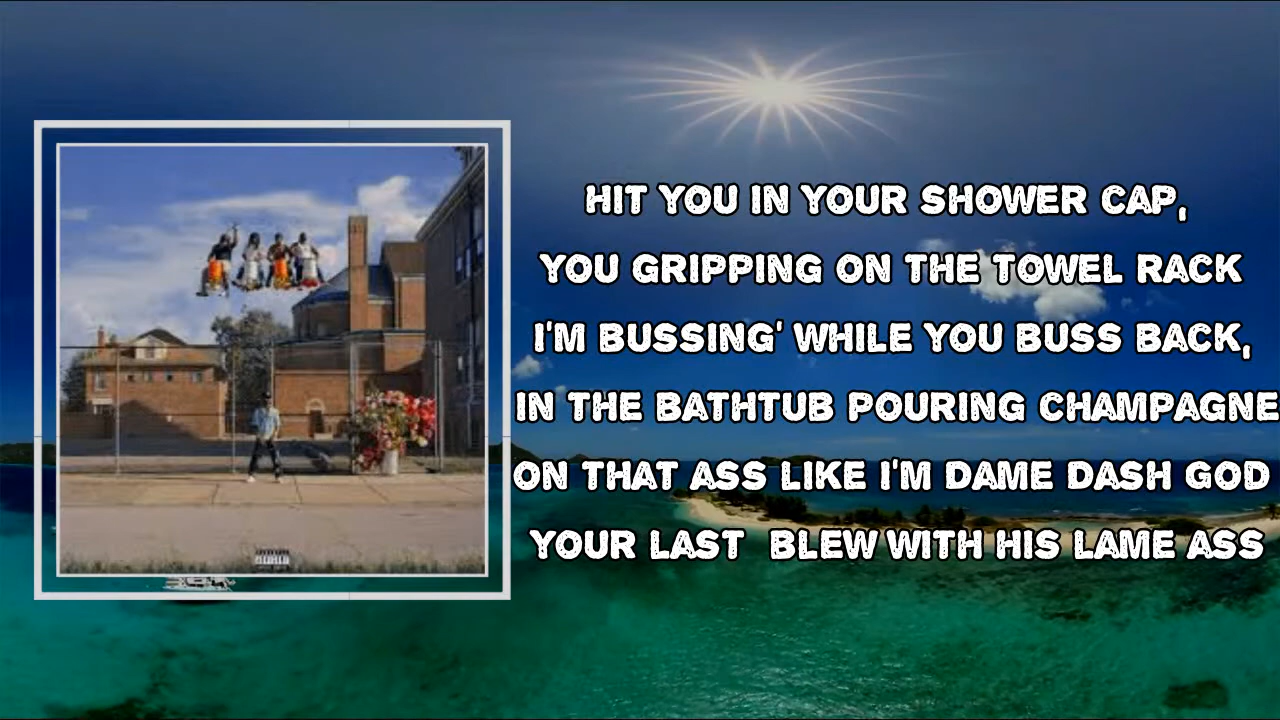 HIT YOU IN YOUR SHOWER CAP,
YOU GRIPPING ON THE TOWEL RACK
I'M BUSSING' WHILE YOU BUSS BACK,
IN THE BATHTUB POURING CHAMPAGNE
ON THAT ASS LIKE I'M DAME DASH GOD
YOUR LAST BLEW WITH HIS LAME ASS